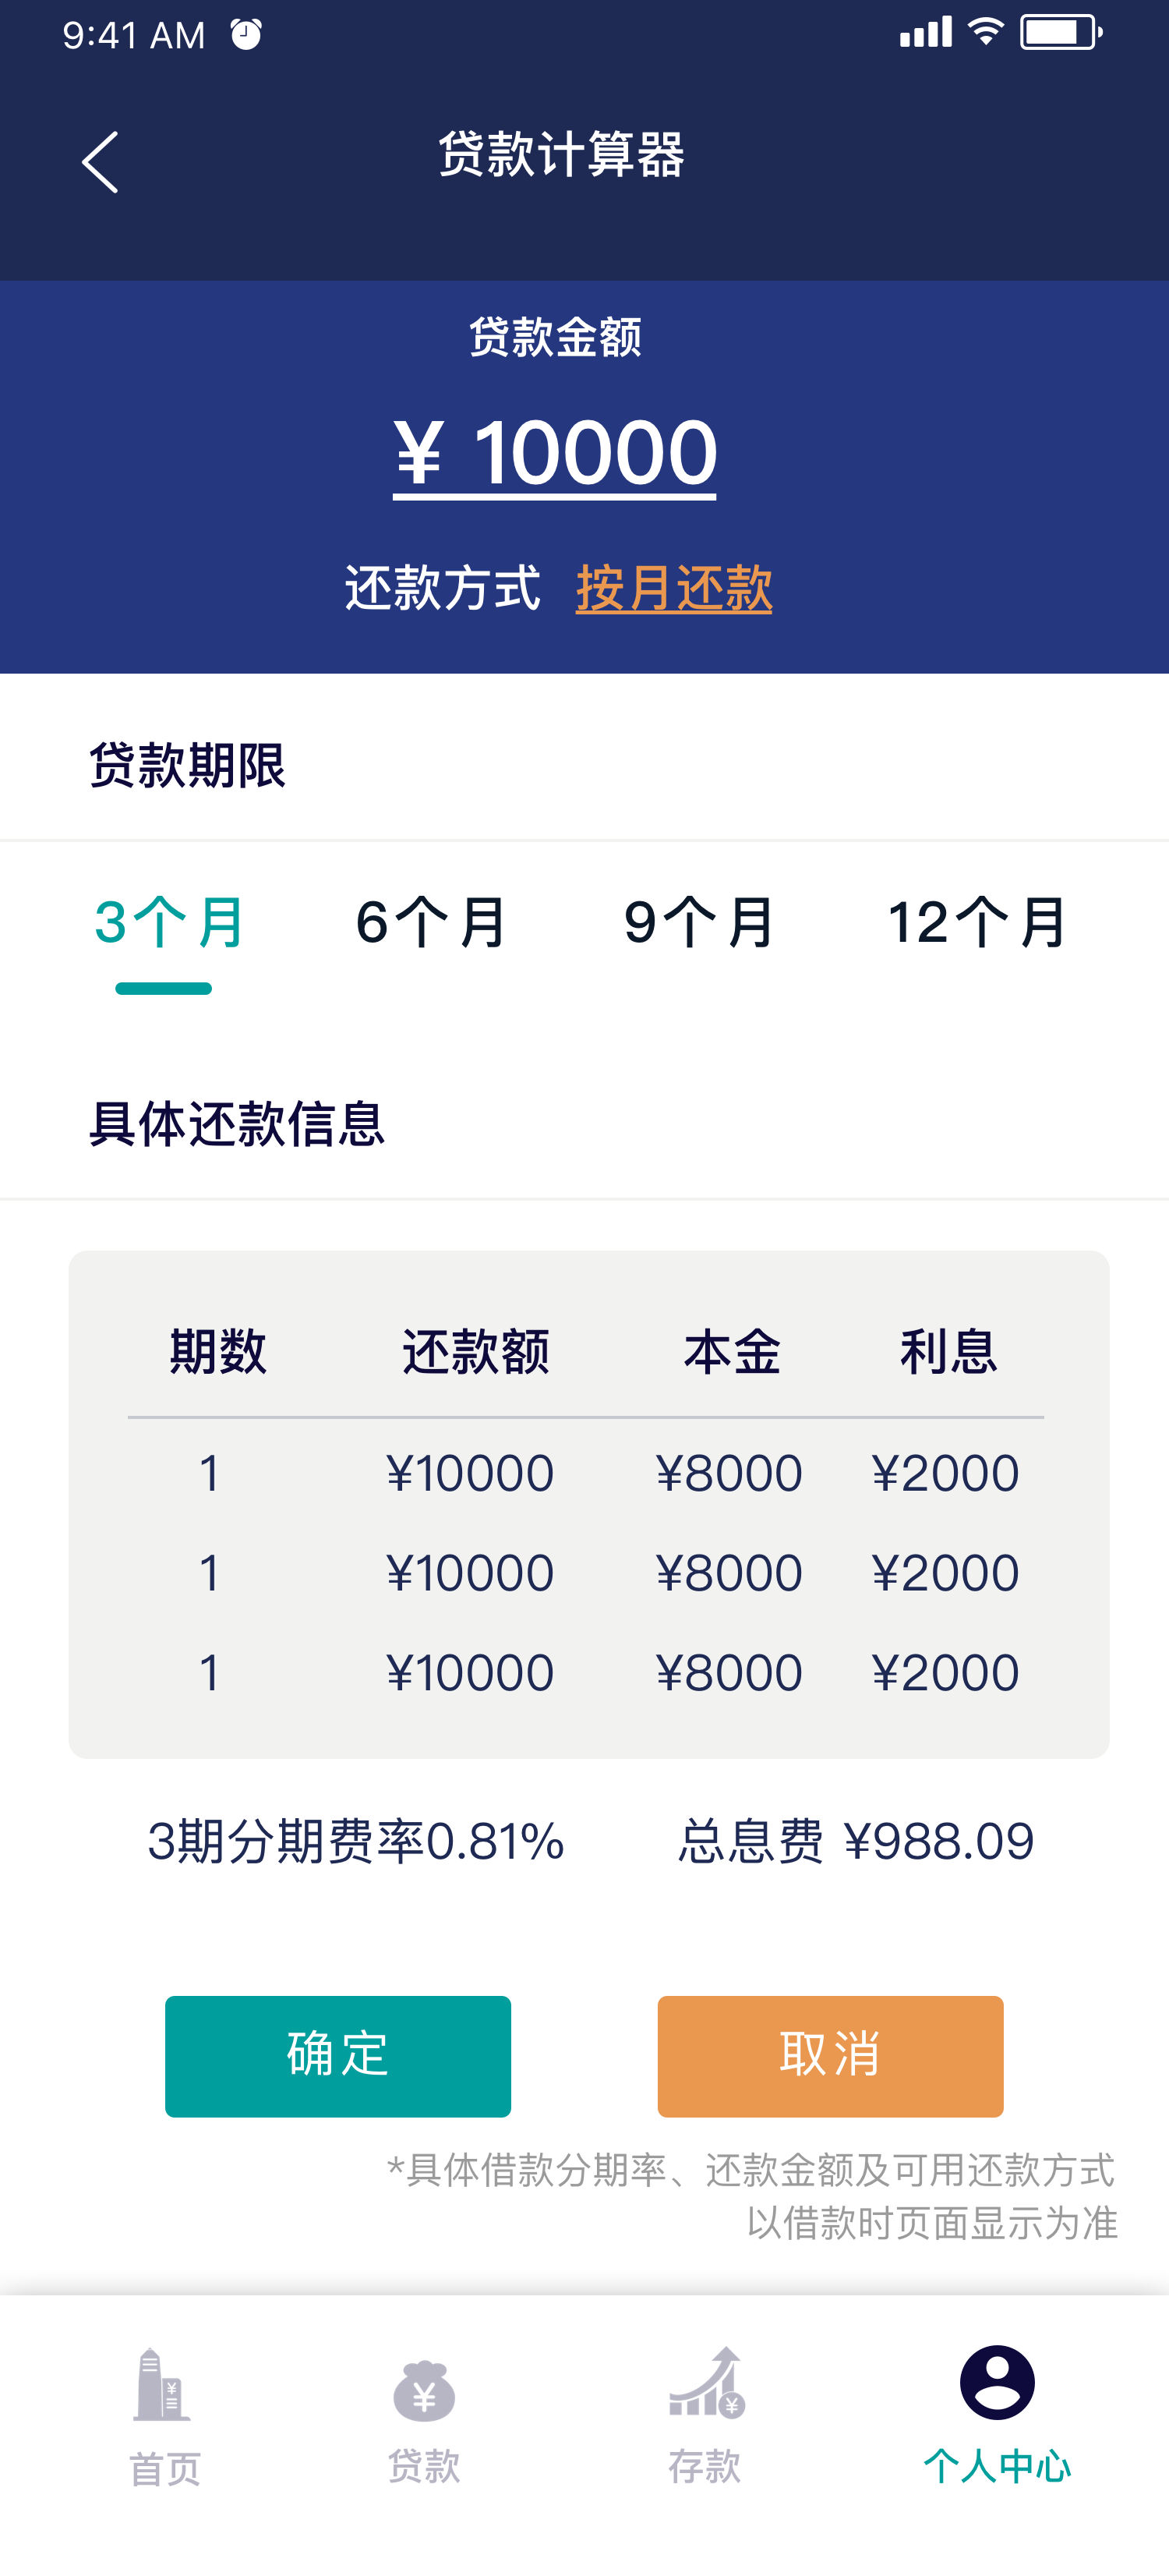 9:41 AM
贷款计算器
贷款金额
¥ 10000
还款方式 按月还款
贷款期限
3个月 6个月 9个月 12个月
具体还款信息
期数 还款额 本金 利息
1 ¥10000 ¥8000 ¥2000
1 ¥10000 ¥8000 ¥2000
1 ¥10000 ¥8000 ¥2000
3期分期费率0.81% 总息费 ¥988.09
确定 取消
*具体借款分期率、还款金额及可用还款方式
以借款时页面显示为准
首页 贷款 存款 个人中心